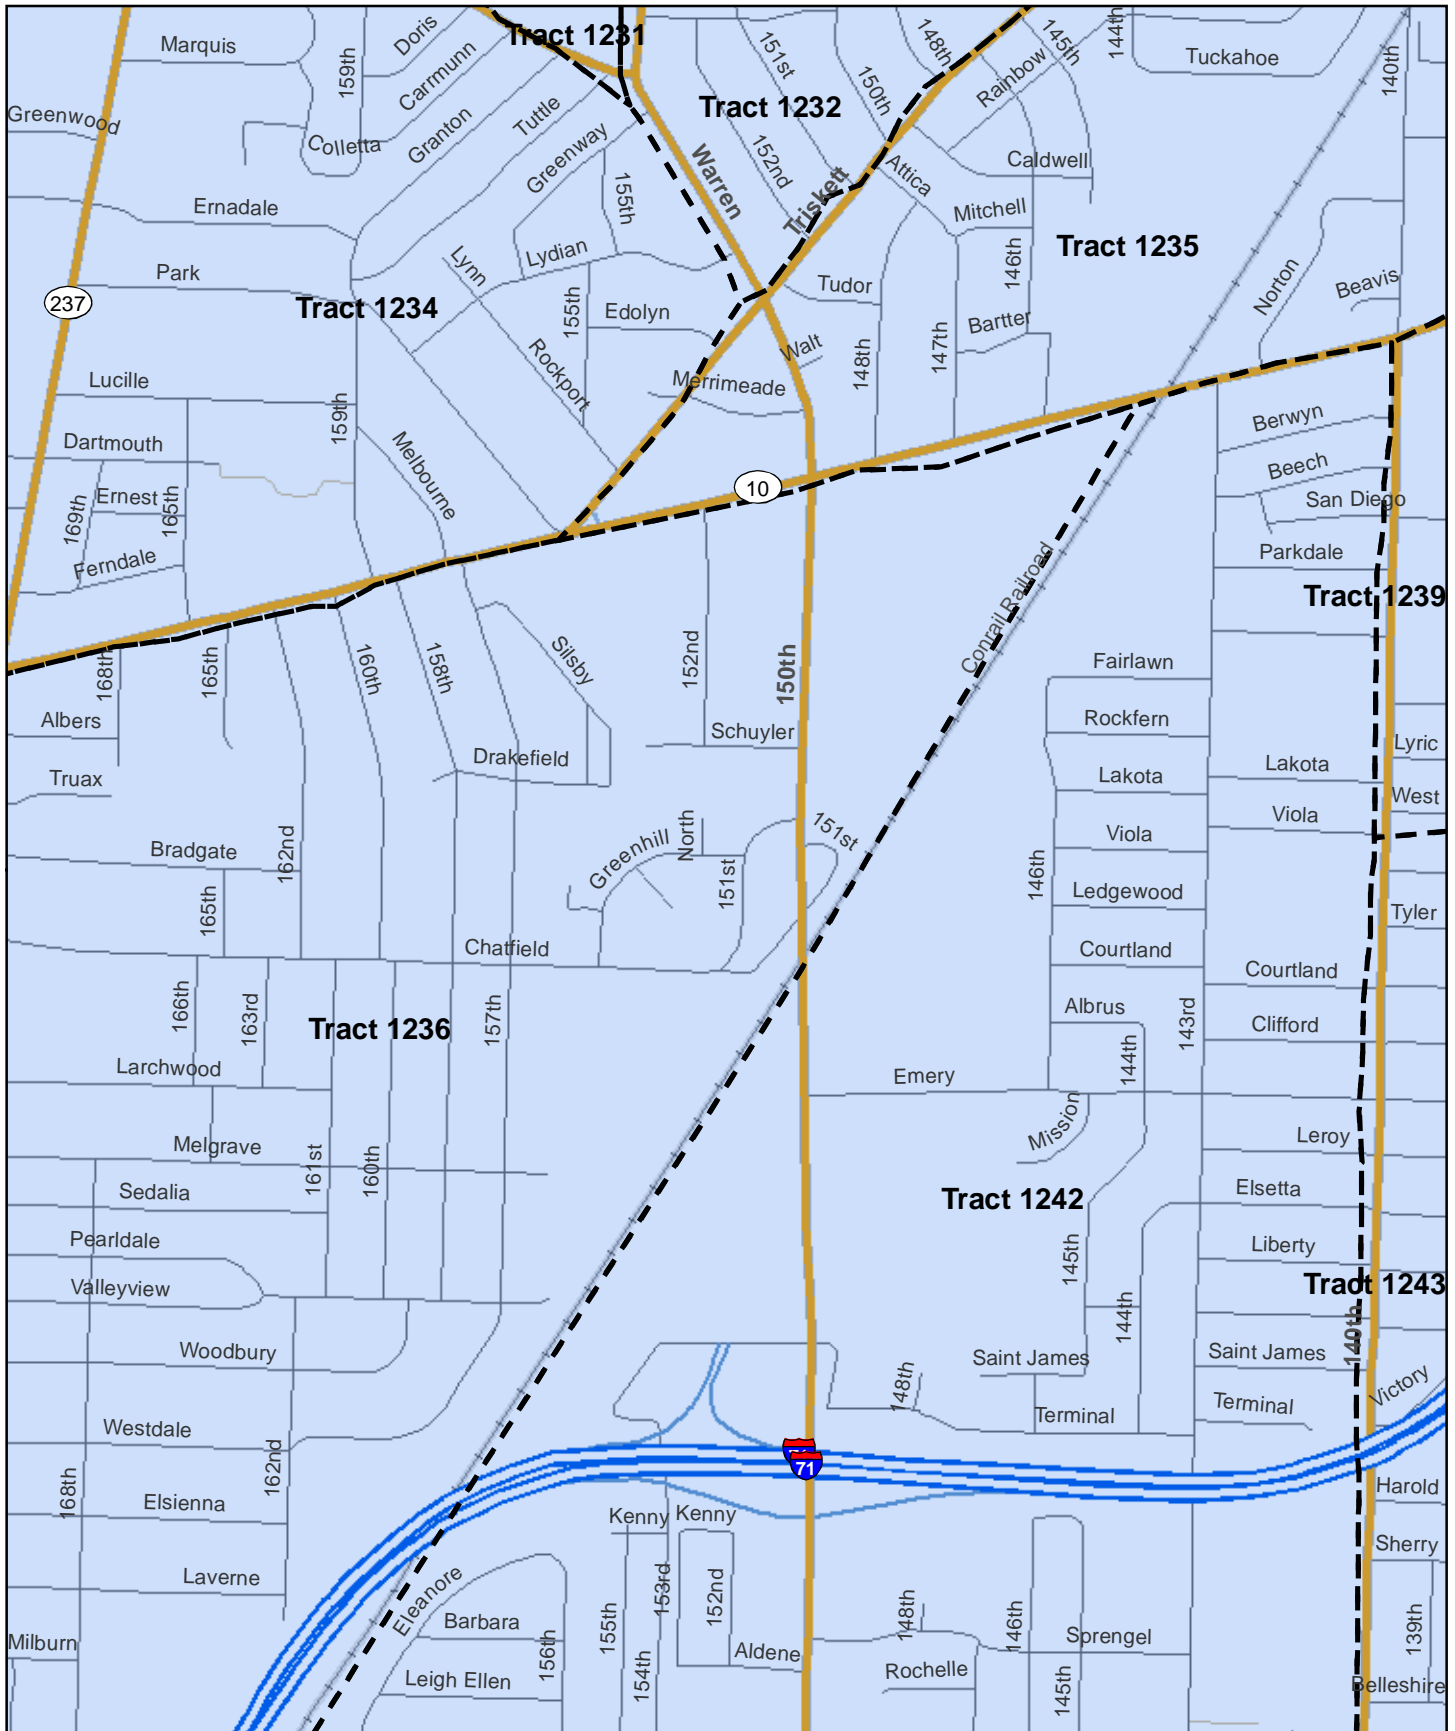 Marquis
159th
Doris
Carrmunn
Tract 1231
151st
150th
148th
145th
144th
Rainbow
Tuckahoe
140th
Greenwood
Colletta
Granton
Tuttle
Greenway
Tract 1232
Warren
152nd
Triskett
Attica
Caldwell
Mitchell
Ernadale
155th
146th
Tract 1235
Park
237
Tract 1234
Lynn
Lydian
155th
Edolyn
Tudor
Norton
Beavis
Bartter
147th
148th
Walt
Merrimeade
Rockport
Lucille
159th
Dartmouth
Melbourne
169th
Ernest
165th
Ferndale
10
Berwyn
Beech
San Diego
Parkdale
Tract 1239
Conrail Railroad
168th
165th
160th
158th
Silsby
152nd
150th
Fairlawn
Albers
Rockfern
Schuyler
Lyric
Drakefield
Truax
Lakota
Lakota
West
Viola
Viola
Bradgate
162nd
Greenhill
North
151st
151st
146th
165th
Ledgewood
Tyler
Chatfield
Courtland
Courtland
166th
163rd
Tract 1236
157th
Albrus
144th
143rd
Clifford
Larchwood
Emery
Mission
Leroy
Melgrave
161st
160th
Sedalia
Tract 1242
Elsetta
Pearldale
145th
Liberty
Valleyview
Tract 1243
144th
140th
Woodbury
Saint James
Saint James
148th
Victory
Terminal
Terminal
Westdale
162nd
71
168th
Elsienna
Harold
Kenny
Kenny
Sherry
Laverne
Eleanore
153rd
152nd
Barbara
155th
156th
148th
146th
Sprengel
139th
Milburn
Aldene
Leigh Ellen
154th
Rochelle
145th
Belleshire